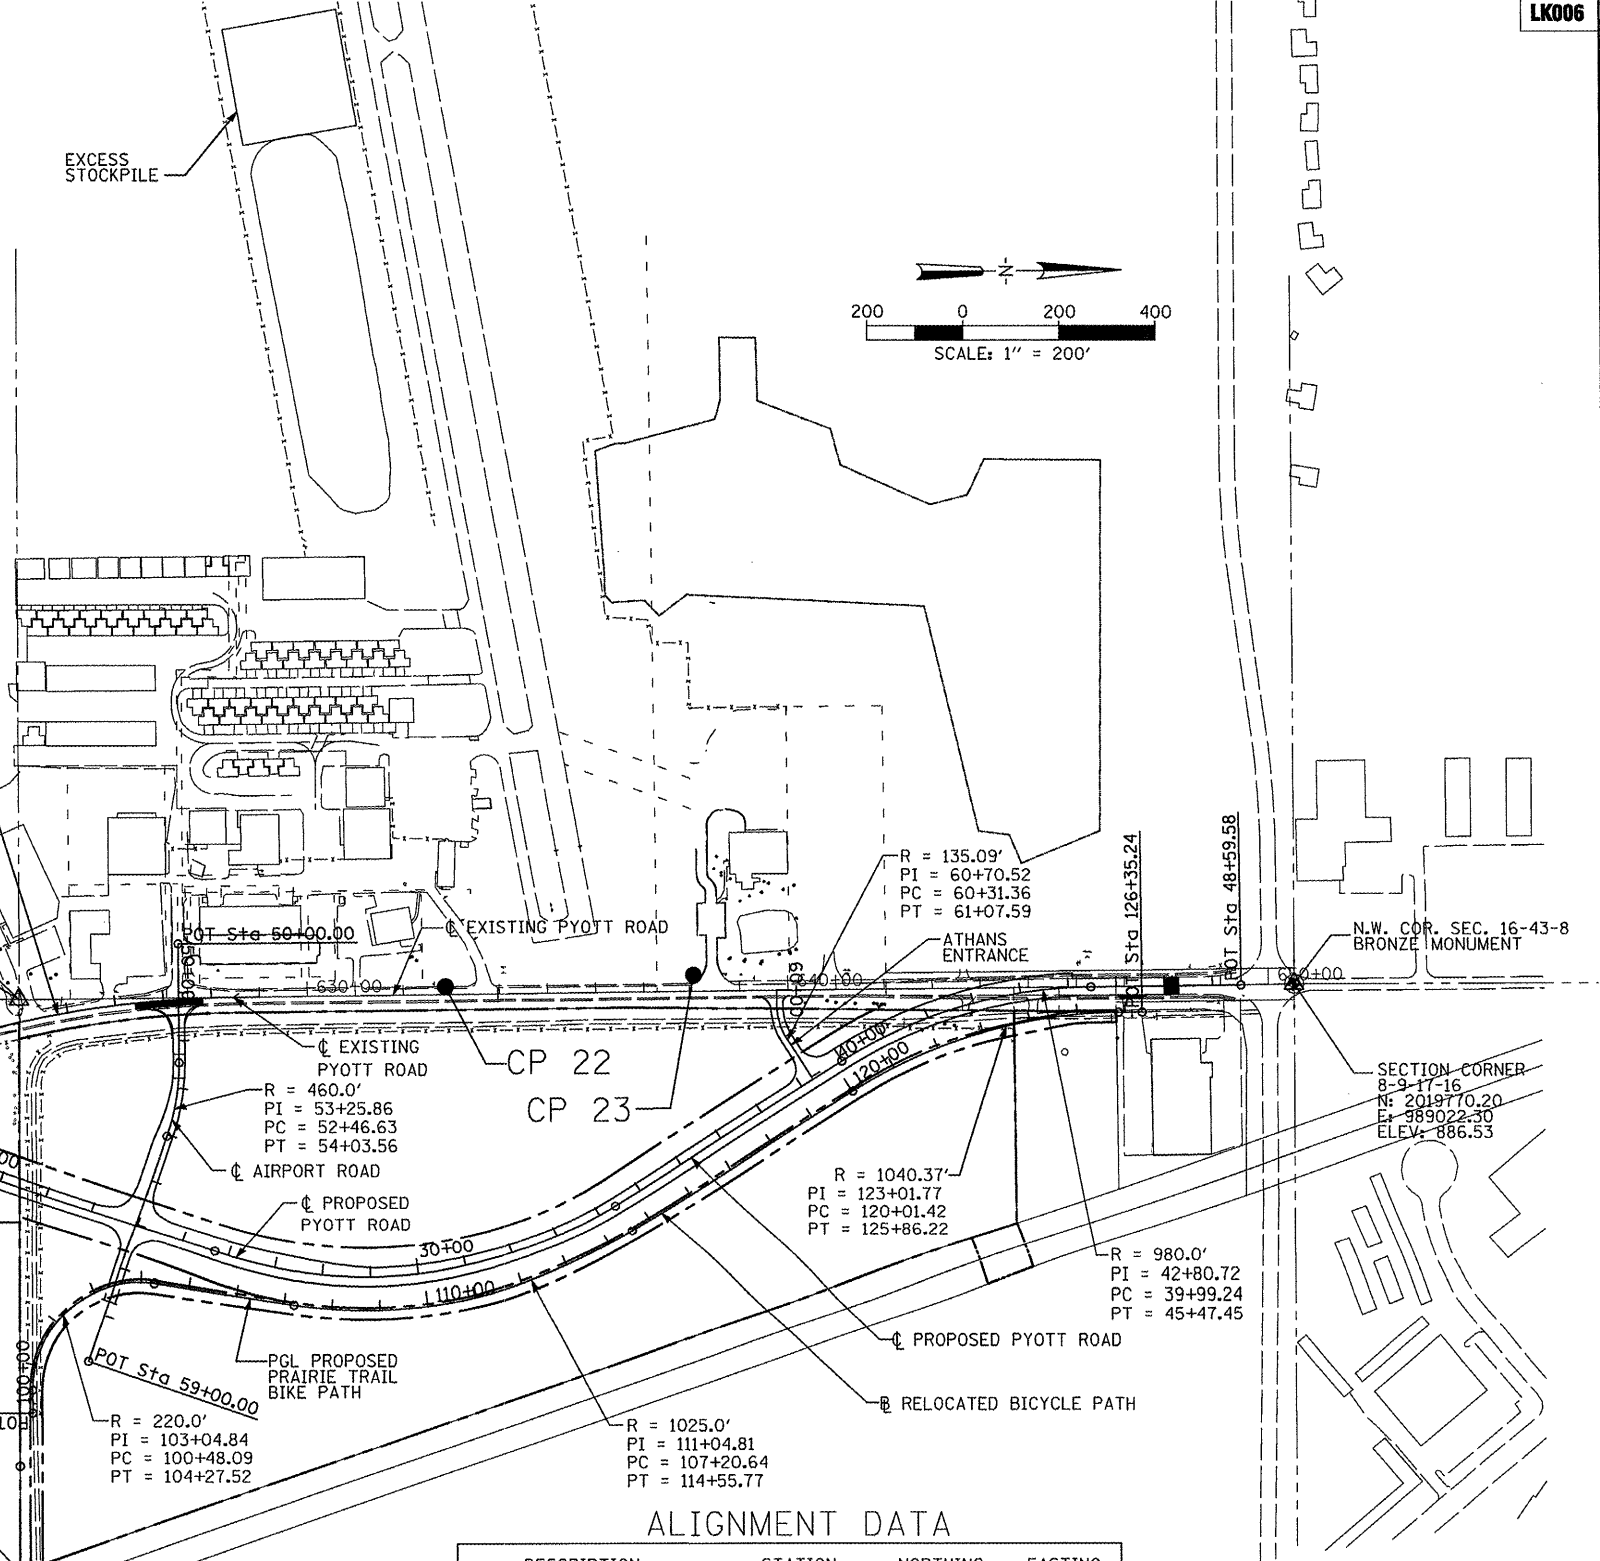 LK006
EXCESS
STOCKPILE
N
200 0 200 400
SCALE: 1" = 200'
R = 135.09'
PI = 60+70.52
PC = 60+31.36
PT = 61+07.59
POT Sta 126+35.24
POT Sta 48+59.58
ATHANS
ENTRANCE
N.W. COR. SEC. 16-43-8
BRONZE MONUMENT
POT Sta 50+00.00
℄ EXISTING PYOTT ROAD
630+00
640+00
650+00
℄ EXISTING
PYOTT ROAD
CP 22
CP 23
40+00
120+00
SECTION CORNER
8-9-17-16
N: 2019770.20
E: 989022.30
ELEV: 886.53
R = 460.0'
PI = 53+25.86
PC = 52+46.63
PT = 54+03.56
℄ AIRPORT ROAD
℄ PROPOSED
PYOTT ROAD
R = 1040.37'
PI = 123+01.77
PC = 120+01.42
PT = 125+86.22
30+00
110+00
R = 980.0'
PI = 42+80.72
PC = 39+99.24
PT = 45+47.45
℄ PROPOSED PYOTT ROAD
PGL PROPOSED
PRAIRIE TRAIL
BIKE PATH
POT Sta 59+00.00
100+00
RELOCATED BICYCLE PATH
R = 220.0'
PI = 103+04.84
PC = 100+48.09
PT = 104+27.52
R = 1025.0'
PI = 111+04.81
PC = 107+20.64
PT = 114+55.77
ALIGNMENT DATA
DESCRIPTION STATION NORTHING EASTING